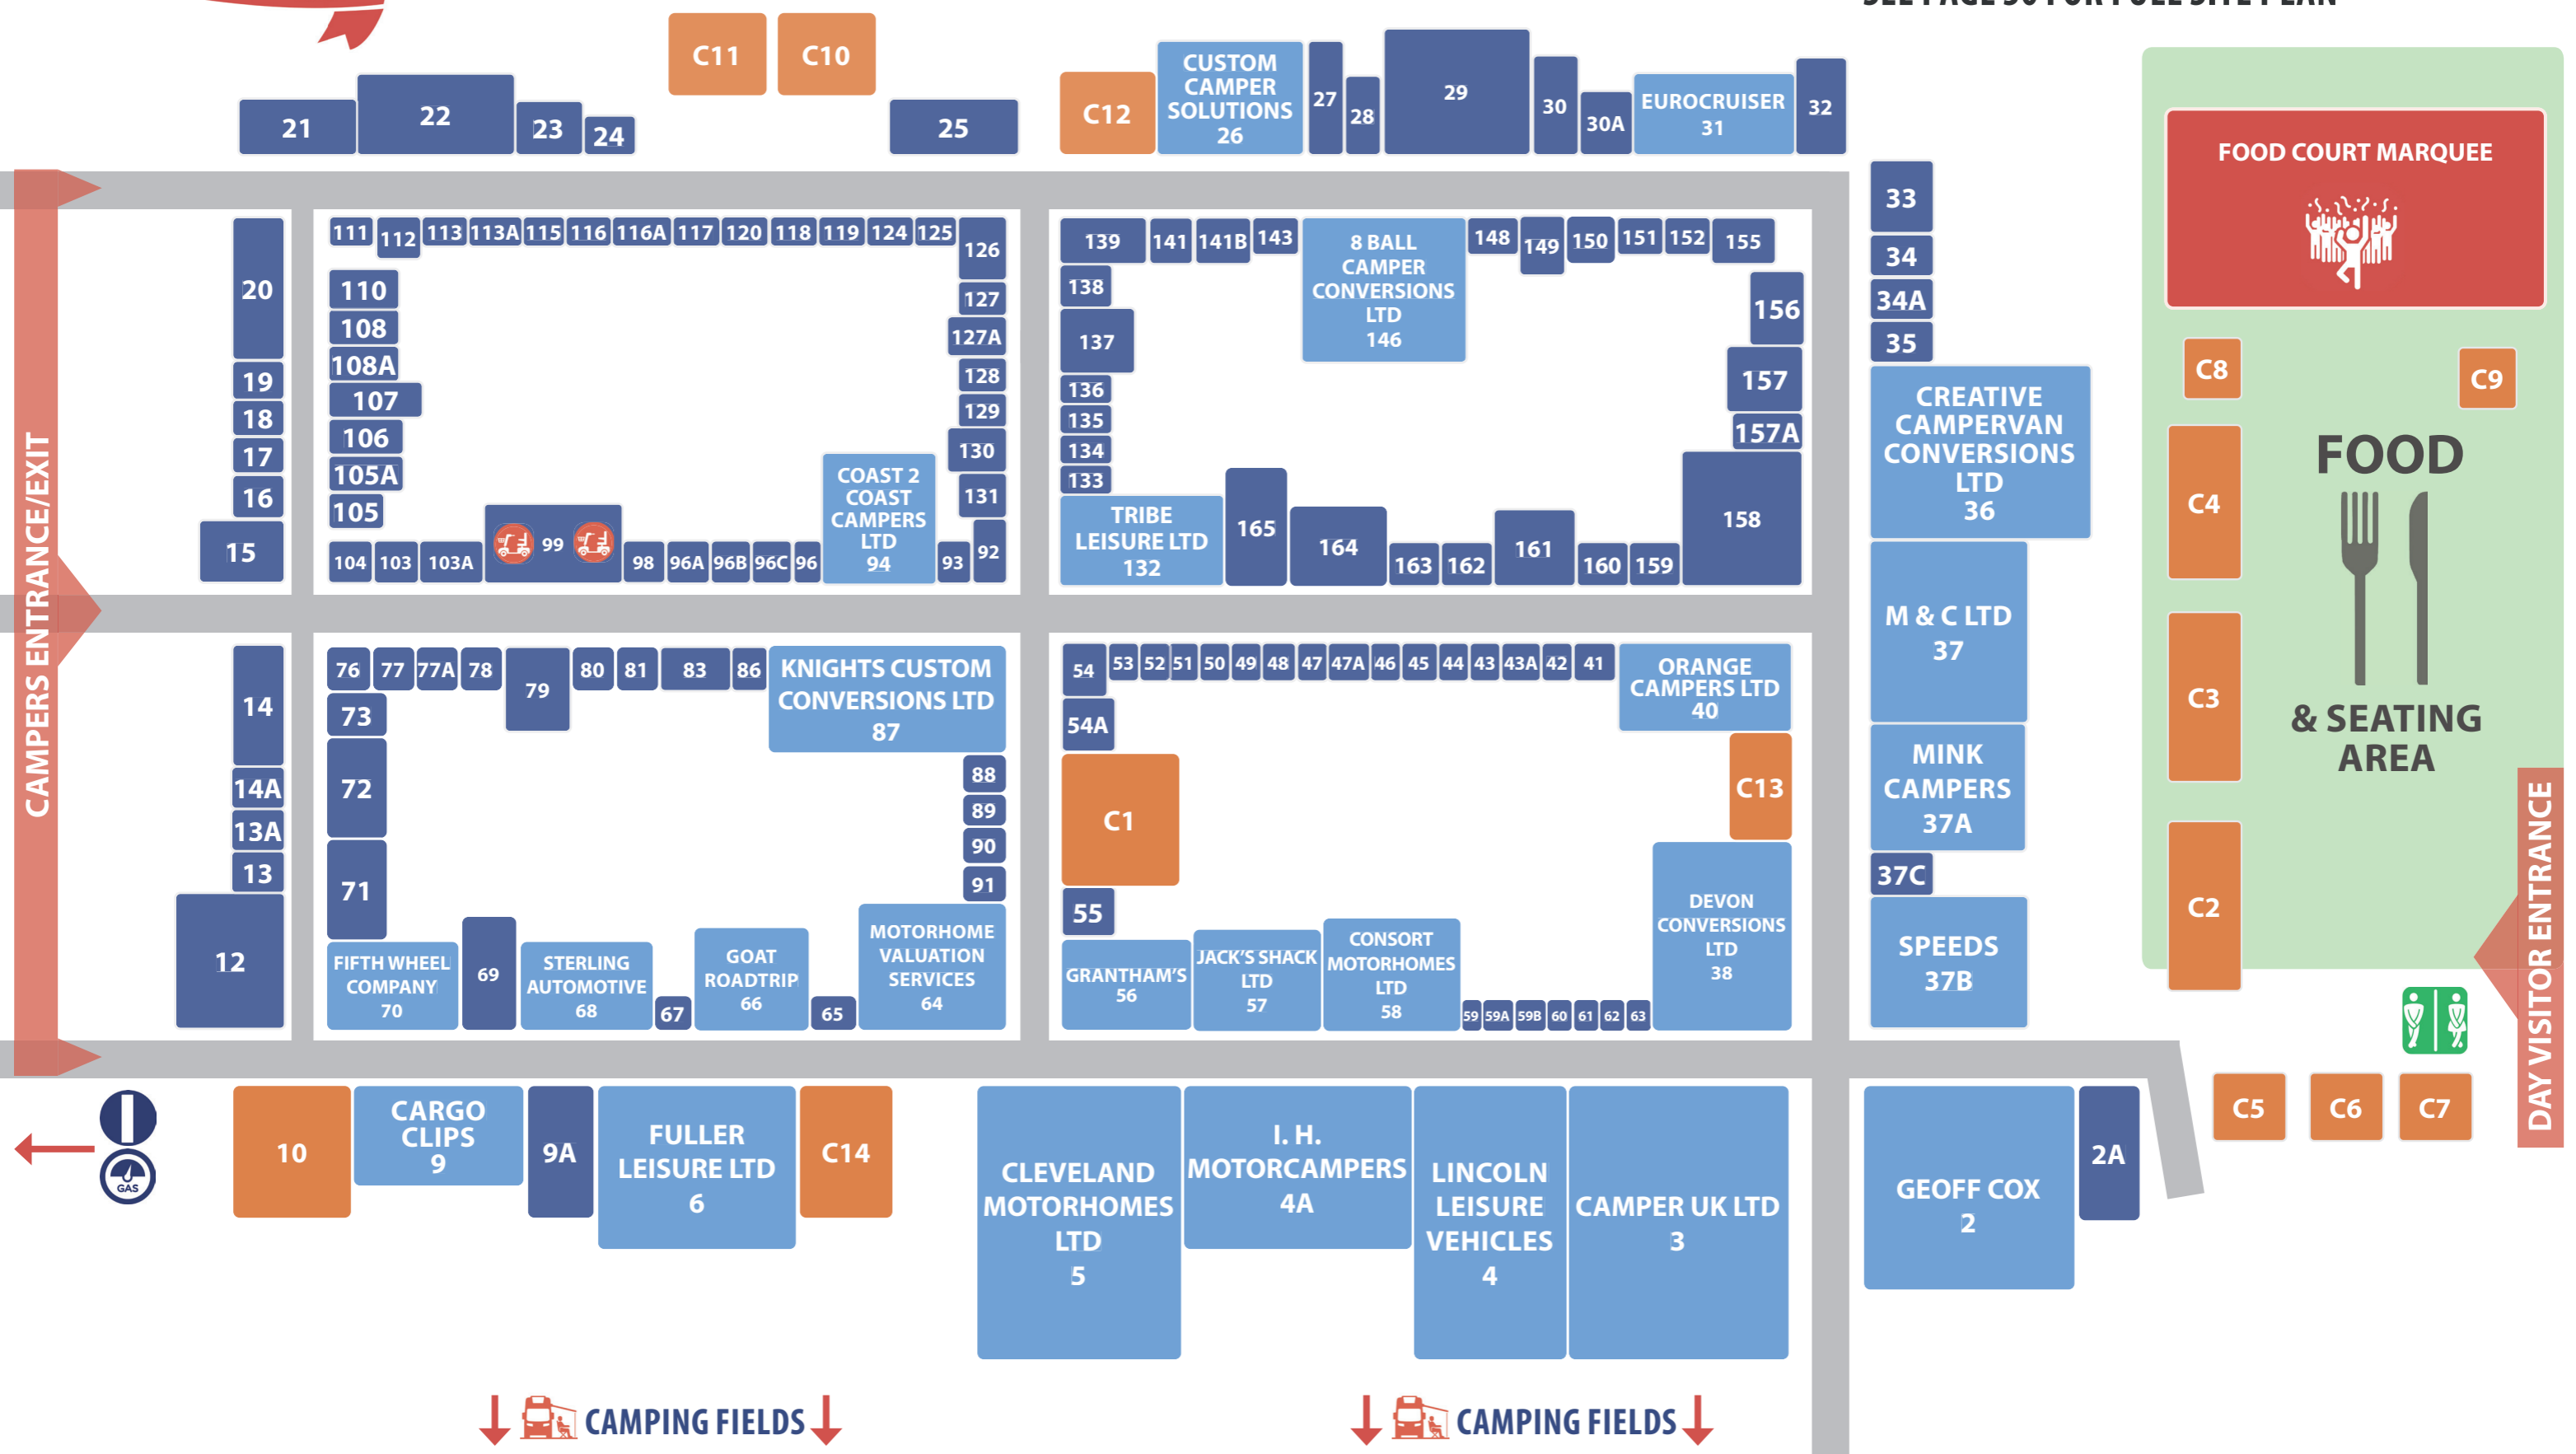 SEE PAGE 50 FOR FULL SITE PLAN
C11
C10
C12
CUSTOM
CAMPER
SOLUTIONS
26
27
28
29
30
30A
EUROCRUISER
31
32
21
22
23
24
25
FOOD COURT MARQUEE
CAMPERS ENTRANCE/EXIT
20
19
18
17
16
15
111
112
113
113A
115
116
116A
117
120
118
119
124
125
126
110
108
108A
107
106
105A
105
104
103
103A
99
98
96A
96B
96C
96
COAST 2
COAST
CAMPERS
LTD
94
93
92
127
127A
128
129
130
131
139
141
141B
143
8 BALL
CAMPER
CONVERSIONS
LTD
146
148
149
150
151
152
155
138
137
136
135
134
133
TRIBE
LEISURE LTD
132
165
164
163
162
161
160
159
158
156
157
157A
33
34
34A
35
CREATIVE
CAMPERVAN
CONVERSIONS
LTD
36
M & C LTD
37
MINK
CAMPERS
37A
37C
SPEEDS
37B
C8
C9
C4
C3
C2
FOOD
& SEATING
AREA
DAY VISITOR ENTRANCE
14
14A
13A
13
12
76
77
77A
78
79
80
81
83
86
KNIGHTS CUSTOM
CONVERSIONS LTD
87
73
72
71
88
89
90
91
FIFTH WHEEL
COMPANY
70
69
STERLING
AUTOMOTIVE
68
67
GOAT
ROADTRIP
66
65
MOTORHOME
VALUATION
SERVICES
64
54
53
52
51
50
49
48
47
47A
46
45
44
43
43A
42
41
ORANGE
CAMPERS LTD
40
54A
C1
C13
55
GRANTHAM'S
56
JACK'S SHACK
LTD
57
CONSORT
MOTORHOMES
LTD
58
59
59A
59B
60
61
62
63
DEVON
CONVERSIONS
LTD
38
GAS
10
CARGO
CLIPS
9
9A
FULLER
LEISURE LTD
6
C14
CLEVELAND
MOTORHOMES
LTD
5
I. H.
MOTORCAMPERS
4A
LINCOLN
LEISURE
VEHICLES
4
CAMPER UK LTD
3
GEOFF COX
2
2A
C5
C6
C7
CAMPING FIELDS
CAMPING FIELDS